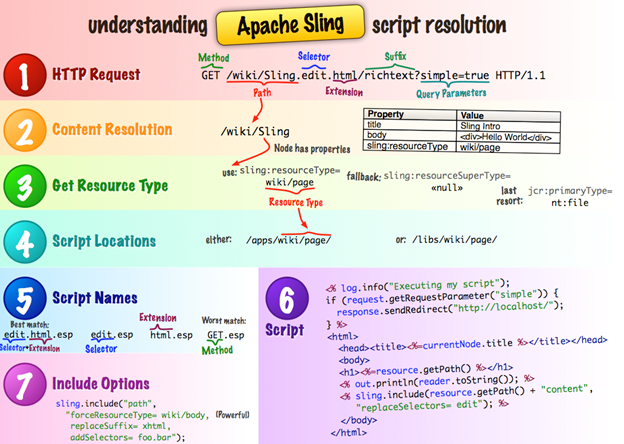 understanding Apache Sling script resolution
1 HTTP Request
Method Selector Suffix
GET /wiki/Sling.edit.html/richtext?simple=true HTTP/1.1
Path Extension Query Parameters
2 Content Resolution
/wiki/Sling
Node has properties
Property Value
title Sling Intro
body <div>Hello World</div>
sling:resourceType wiki/page
3 Get Resource Type
use: sling:resourceType=
wiki/page
Resource Type
fallback: sling:resourceSuperType=
«null»
last resort: jcr:primaryType=
nt:file
4 Script Locations
either: /apps/wiki/page/ or: /libs/wiki/page/
5 Script Names
Best match: Extension Worst match:
edit.html.esp edit.esp html.esp GET.esp
Selector+Extension Selector Method
6 Script
<% log.info("Executing my script");
if (request.getRequestParameter("simple")) {
response.sendRedirect("http://localhost/");
} %>
<html>
<head><title><%=currentNode.title %></title></head>
<body>
<h1><%=resource.getPath() %></h1>
<% out.println(reader.toString()); %>
<% sling.include(resource.getPath() + "content",
"replaceSelectors= edit"); %>
</body>
</html>
7 Include Options
sling.include("path",
"forceResourceType= wiki/body, (Powerful)
replaceSuffix= xhtml,
addSelectors= foo.bar");